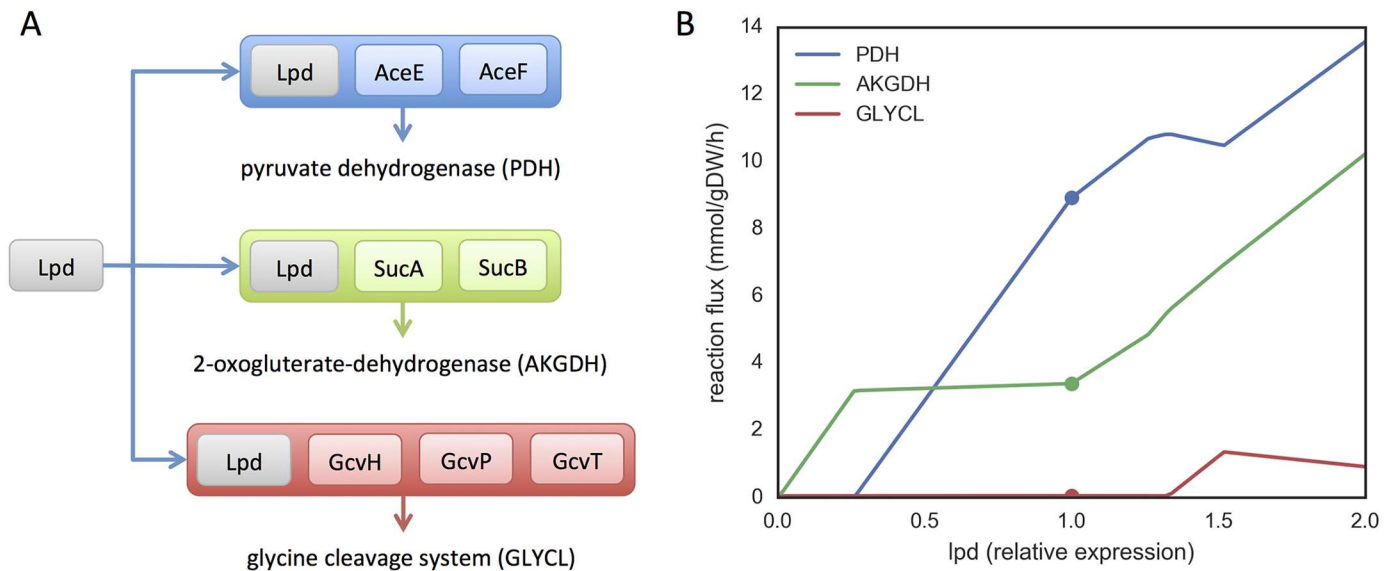 A
Lpd AceE AceF
pyruvate dehydrogenase (PDH)
Lpd
Lpd SucA SucB
2-oxogluterate-dehydrogenase (AKGDH)
Lpd GcvH GcvP GcvT
glycine cleavage system (GLYCL)
B
PDH
AKGDH
GLYCL
reaction flux (mmol/gDW/h)
14
12
10
8
6
4
2
0
0.0 0.5 1.0 1.5 2.0
lpd (relative expression)